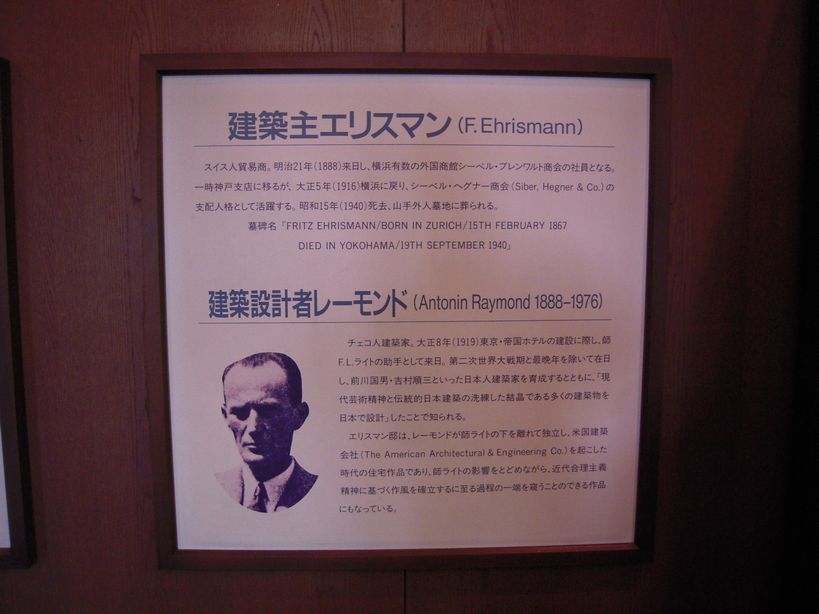 建築主エリスマン(F. Ehrismann)
スイス人貿易商。明治21年(1888)来日し、横浜有数の外国商館シーベル・ブレンワルト商会の社員となる。
一時神戸支店に移るが、大正5年(1916)横浜に戻り、シーベル・ヘグナー商会(Siber, Hegner & Co.)の
支配人格として活躍する。昭和15年(1940)死去、山手外人墓地に葬られる。
墓碑名「FRITZ EHRISMANN/BORN IN ZURICH/15TH FEBRUARY 1867
DIED IN YOKOHAMA/19TH SEPTEMBER 1940」
建築設計者レーモンド(Antonin Raymond 1888–1976)
チェコ人建築家。大正8年(1919)東京・帝国ホテルの建設に際し、師
F.L.ライトの助手として来日。第二次世界大戦期と最晩年を除いて在日
し、前川国男・吉村順三といった日本人建築家を育成するとともに、「現
代芸術精神と伝統的日本建築の洗練した結晶である多くの建築物を
日本で設計」したことで知られる。
エリスマン邸は、レーモンドが師ライトの下を離れて独立し、米国建築
会社(The American Architectural & Engineering Co.)を起こした
時代の住宅作品であり、師ライトの影響をとどめながら、近代合理主義
精神に基づく作風を確立するに至る過程の一端を窺うことのできる作品
にもなっている。